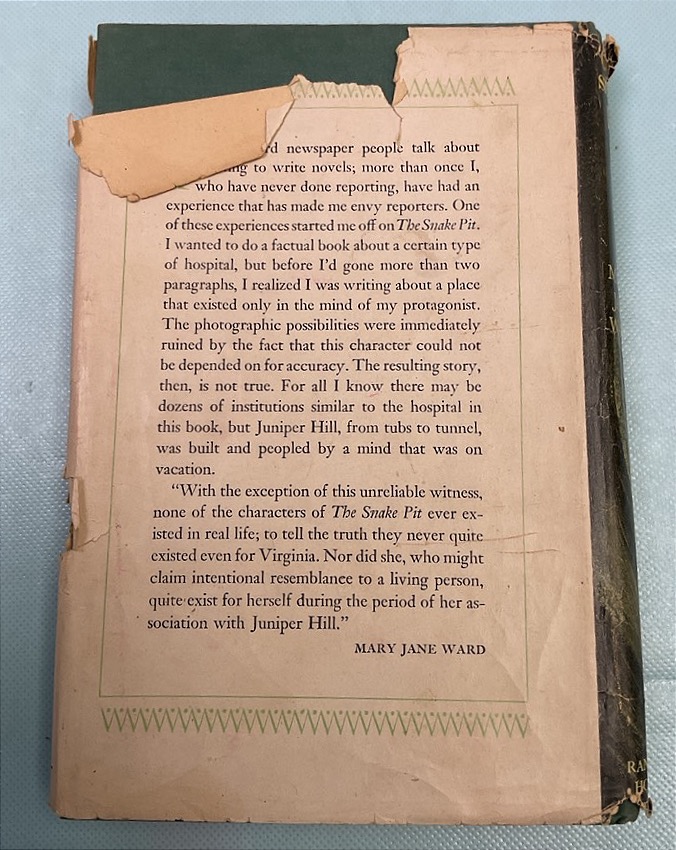 newspaper people talk about
to write novels; more than once I,
who have never done reporting, have had an
experience that has made me envy reporters. One
of these experiences started me off on The Snake Pit.
I wanted to do a factual book about a certain type
of hospital, but before I'd gone more than two
paragraphs, I realized I was writing about a place
that existed only in the mind of my protagonist.
The photographic possibilities were immediately
ruined by the fact that this character could not
be depended on for accuracy. The resulting story,
then, is not true. For all I know there may be
dozens of institutions similar to the hospital in
this book, but Juniper Hill, from tubs to tunnel,
was built and peopled by a mind that was on
vacation.
“With the exception of this unreliable witness,
none of the characters of The Snake Pit ever ex-
isted in real life; to tell the truth they never quite
existed even for Virginia. Nor did she, who might
claim intentional resemblance to a living person,
quite exist for herself during the period of her as-
sociation with Juniper Hill.”
MARY JANE WARD